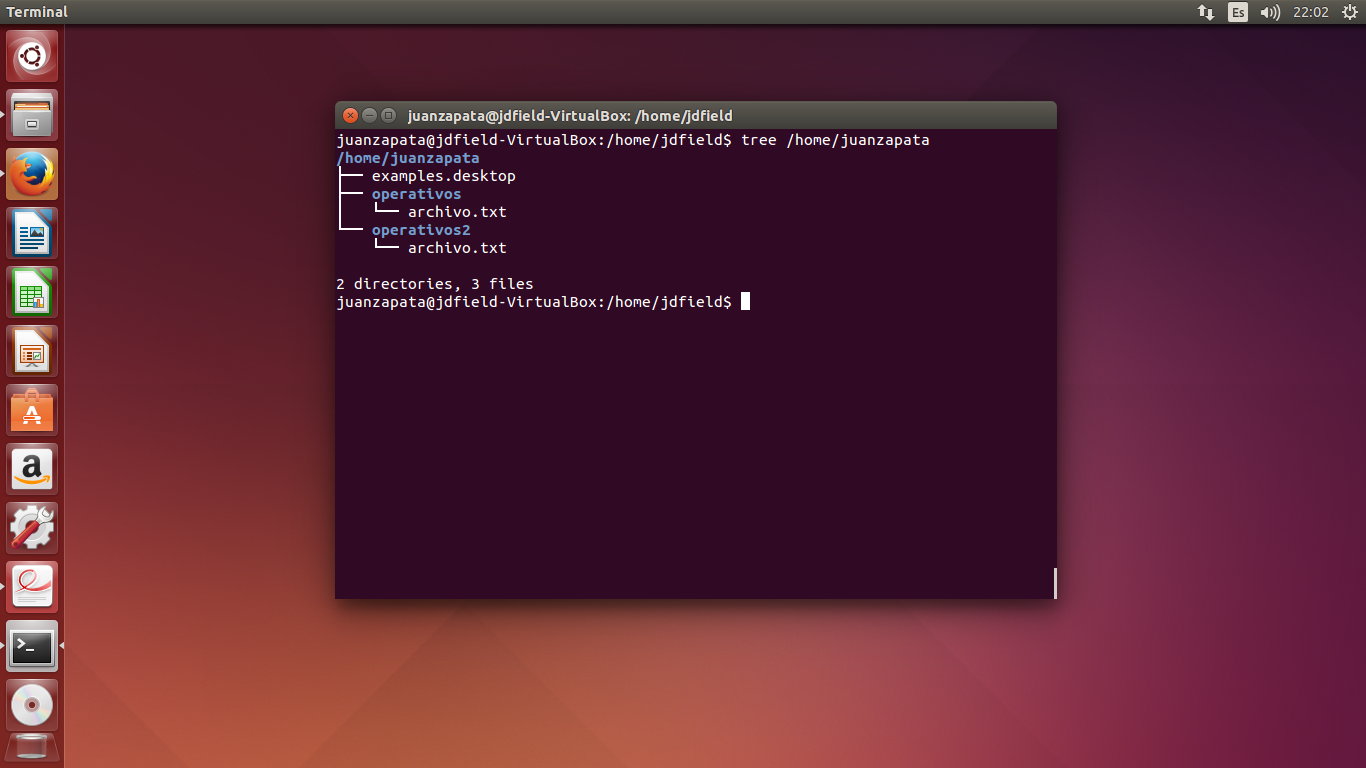 Terminal
Es
22:02
juanzapata@jdfield-VirtualBox: /home/jdfield
juanzapata@jdfield-VirtualBox:/home/jdfield$ tree /home/juanzapata
/home/juanzapata
├── examples.desktop
├── operativos
│   └── archivo.txt
└── operativos2
    └── archivo.txt
2 directories, 3 files
juanzapata@jdfield-VirtualBox:/home/jdfield$
A
a
>_